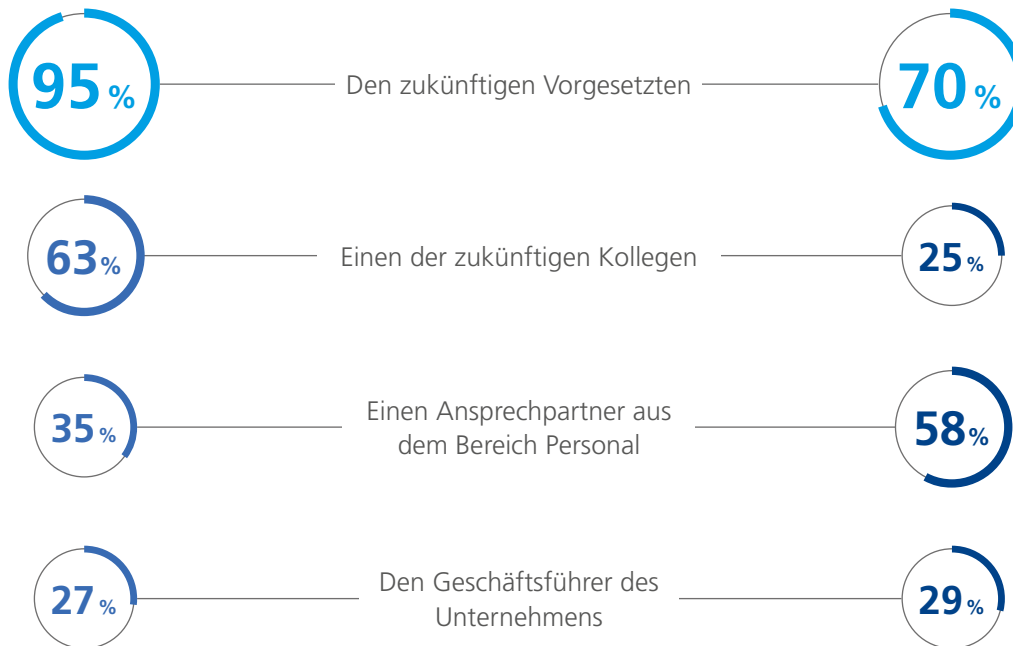 95 % Den zukünftigen Vorgesetzten 70 %
63 % Einen der zukünftigen Kollegen 25 %
Einen Ansprechpartner aus
35 % 58 %
dem Bereich Personal
Den Geschäftsführer des
27 % 29 %
Unternehmens